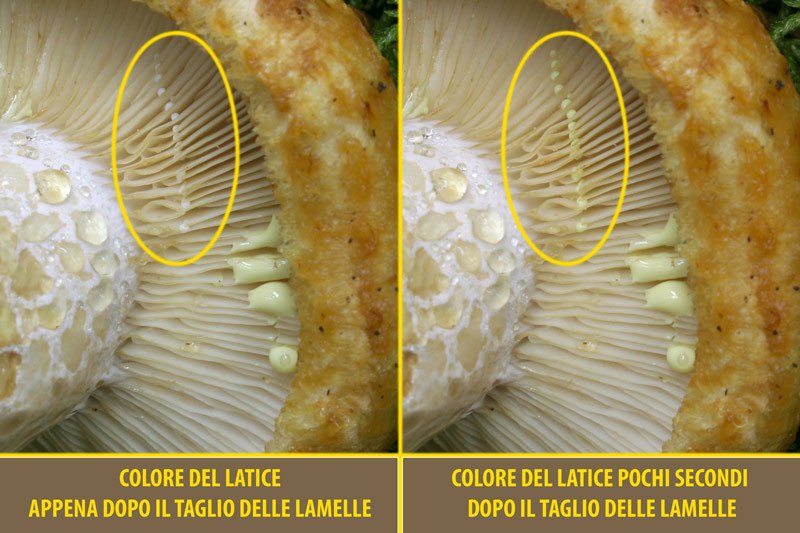 COLORE DEL LATICE
APPENA DOPO IL TAGLIO DELLE LAMELLE
COLORE DEL LATICE POCHI SECONDI
DOPO IL TAGLIO DELLE LAMELLE